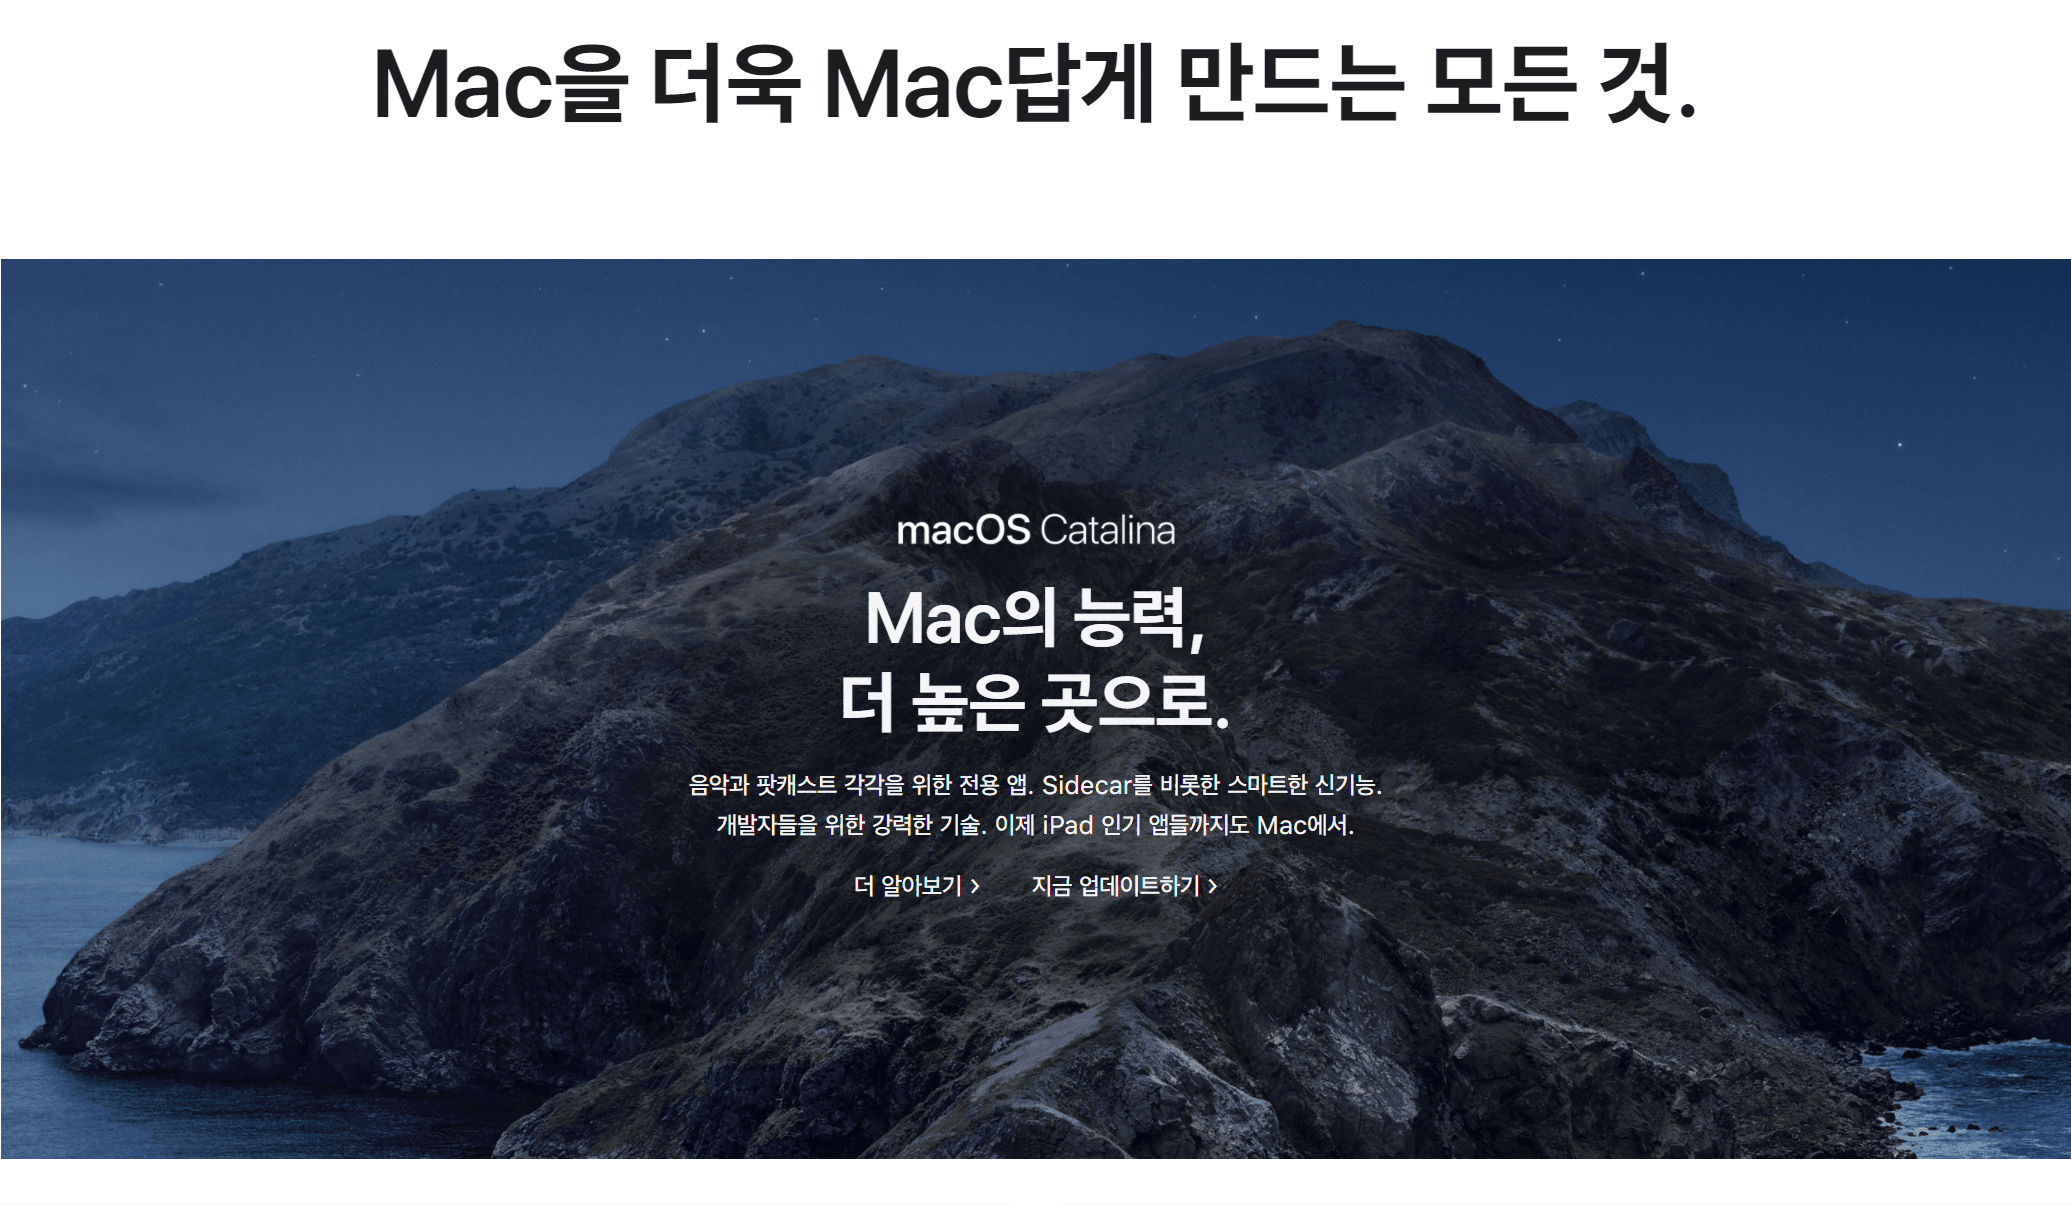 Mac을 더욱 Mac답게 만드는 모든 것.
macOS Catalina
Mac의 능력,
더 높은 곳으로.
음악과 팟캐스트 각각을 위한 전용 앱. Sidecar를 비롯한 스마트한 신기능.
개발자들을 위한 강력한 기술. 이제 iPad 인기 앱들까지도 Mac에서.
더 알아보기 > 지금 업데이트하기 >